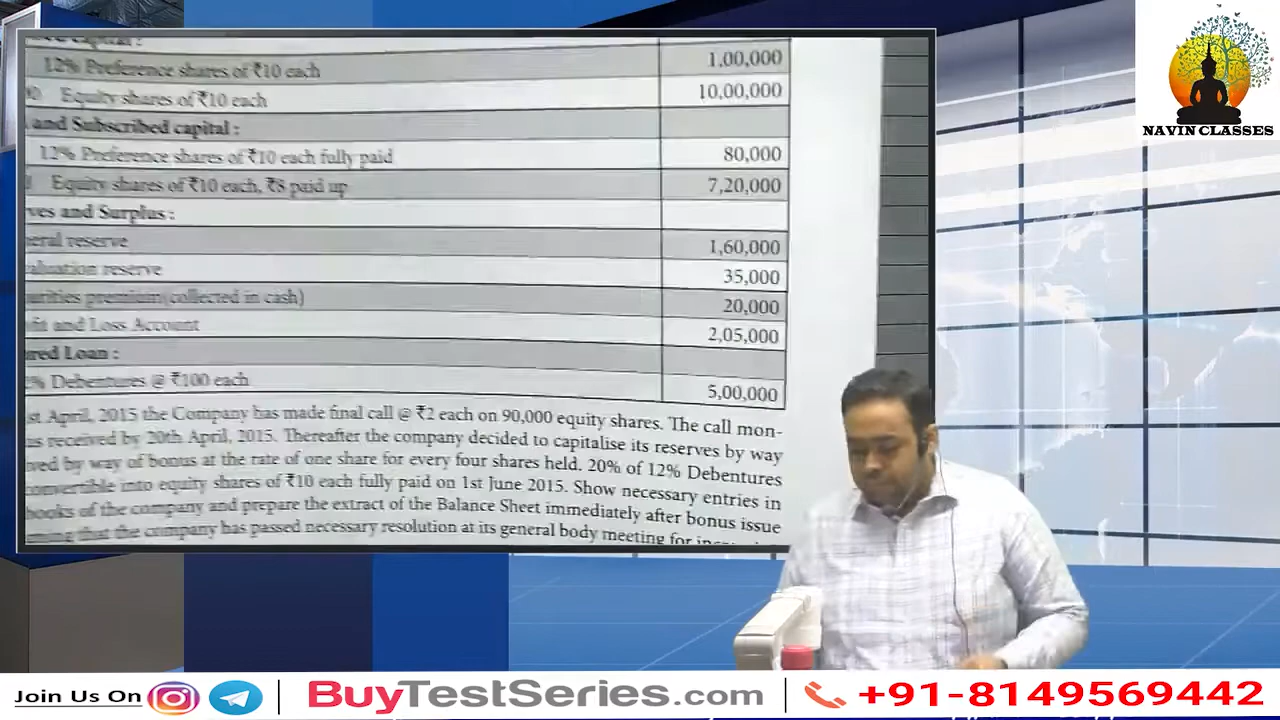 12% Preference shares of ₹10 each 1,00,000
Equity shares of ₹10 each 10,00,000
and Subscribed capital :
12% Preference shares of ₹10 each fully paid 80,000
Equity shares of ₹10 each, ₹8 paid up 7,20,000
ves and Surplus :
eral reserve 1,60,000
aluation reserve 35,000
urities premium(collected in cash) 20,000
fit and Loss Account 2,05,000
ured Loan :
% Debentures @ ₹100 each 5,00,000
st April, 2015 the Company has made final call @ ₹2 each on 90,000 equity shares. The call mon-
as received by 20th April, 2015. Thereafter the company decided to capitalise its reserves by way
ved by way of bonus at the rate of one share for every four shares held. 20% of 12% Debentures
convertible into equity shares of ₹10 each fully paid on 1st June 2015. Show necessary entries in
books of the company and prepare the extract of the Balance Sheet immediately after bonus issue
ming that the company has passed necessary resolution at its general body meeting for
NAVIN CLASSES
Join Us On BuyTestSeries.com +91-8149569442